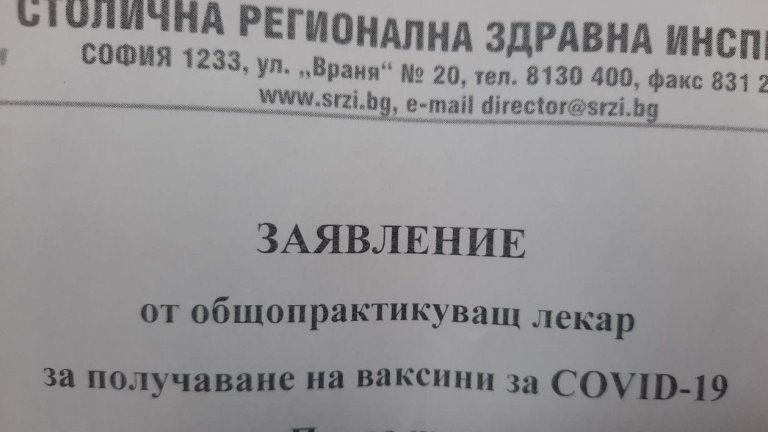 СТОЛИЧНА РЕГИОНАЛНА ЗДРАВНА ИНСП
СОФИЯ 1233, ул. „Враня“ № 20, тел. 8130 400, факс 831 2
www.srzi.bg, e-mail director@srzi.bg
ЗАЯВЛЕНИЕ
от общопрактикуващ лекар
за получаване на ваксини за COVID-19